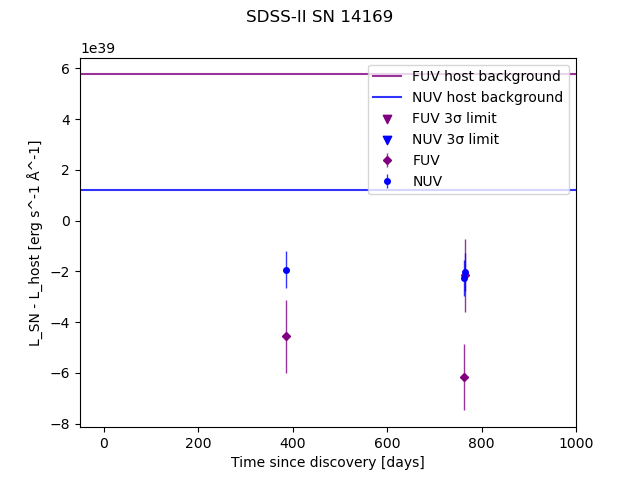 SDSS-II SN 14169
1e39
FUV host background
NUV host background
FUV 3σ limit
NUV 3σ limit
FUV
NUV
6
4
2
0
−2
−4
−6
−8
L_SN - L_host [erg s^-1 Å^-1]
0 200 400 600 800 1000
Time since discovery [days]